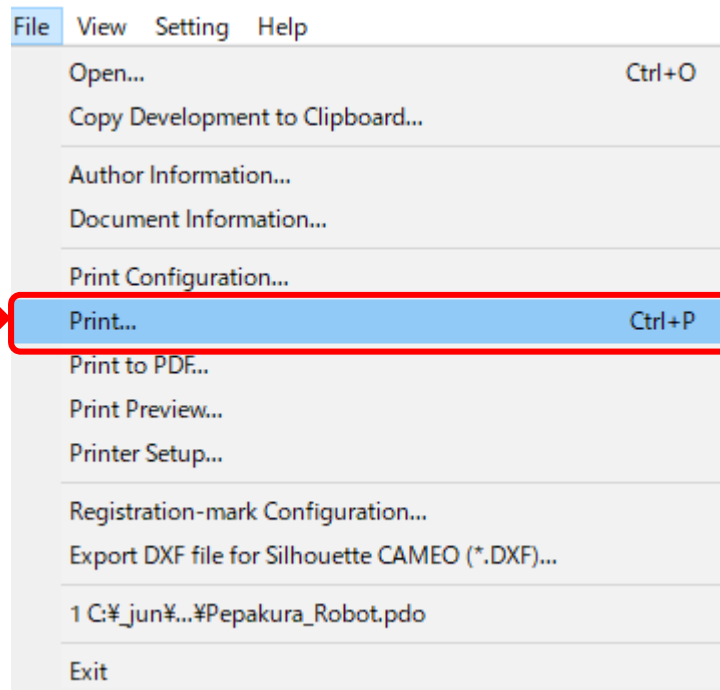 File View Setting Help
Open... Ctrl+O
Copy Development to Clipboard...
Author Information...
Document Information...
Print Configuration...
Print... Ctrl+P
Print to PDF...
Print Preview...
Printer Setup...
Registration-mark Configuration...
Export DXF file for Silhouette CAMEO (*.DXF)...
1 C:¥_jun¥...¥Pepakura_Robot.pdo
Exit